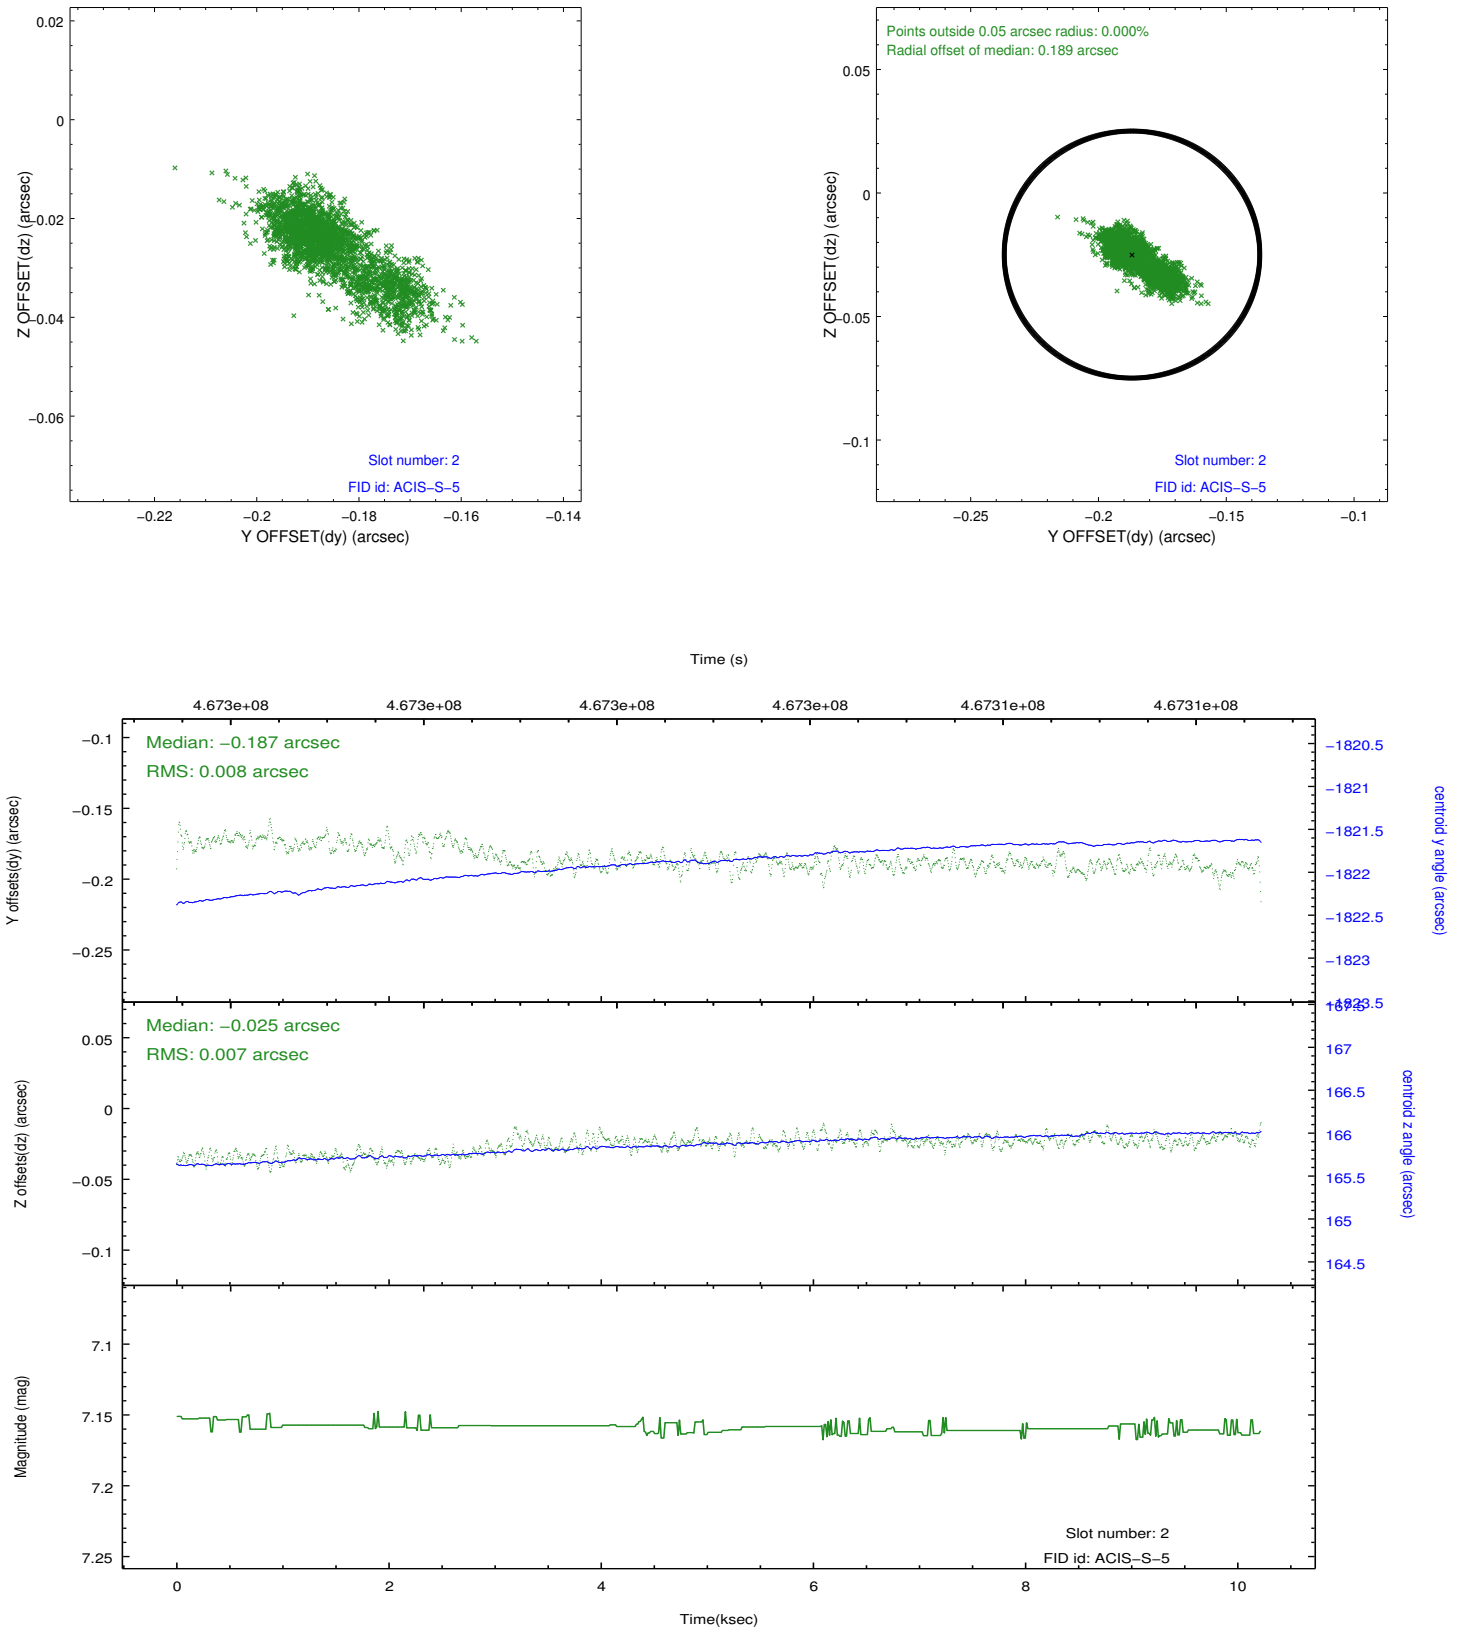 0.02
0
−0.02
−0.04
−0.06
Z OFFSET(dz) (arcsec)
Slot number: 2
FID id: ACIS−S−5
−0.22
−0.2
−0.18
−0.16
−0.14
Y OFFSET(dy) (arcsec)
Points outside 0.05 arcsec radius: 0.000%
Radial offset of median: 0.189 arcsec
0.05
0
−0.05
−0.1
Z OFFSET(dz) (arcsec)
Slot number: 2
FID id: ACIS−S−5
−0.25
−0.2
−0.15
−0.1
Y OFFSET(dy) (arcsec)
Time (s)
4.673e+08
4.673e+08
4.673e+08
4.673e+08
4.6731e+08
4.6731e+08
Median: −0.187 arcsec
RMS: 0.008 arcsec
−0.1
−0.15
−0.2
−0.25
Y offsets(dy) (arcsec)
−1820.5
−1821
−1821.5
−1822
−1822.5
−1823
−1823.5
centroid y angle (arcsec)
Median: −0.025 arcsec
RMS: 0.007 arcsec
0.05
0
−0.05
−0.1
Z offsets(dz) (arcsec)
167.5
167
166.5
166
165.5
165
164.5
centroid z angle (arcsec)
7.1
7.15
7.2
7.25
Magnitude (mag)
Slot number: 2
FID id: ACIS−S−5
0
2
4
6
8
10
Time(ksec)